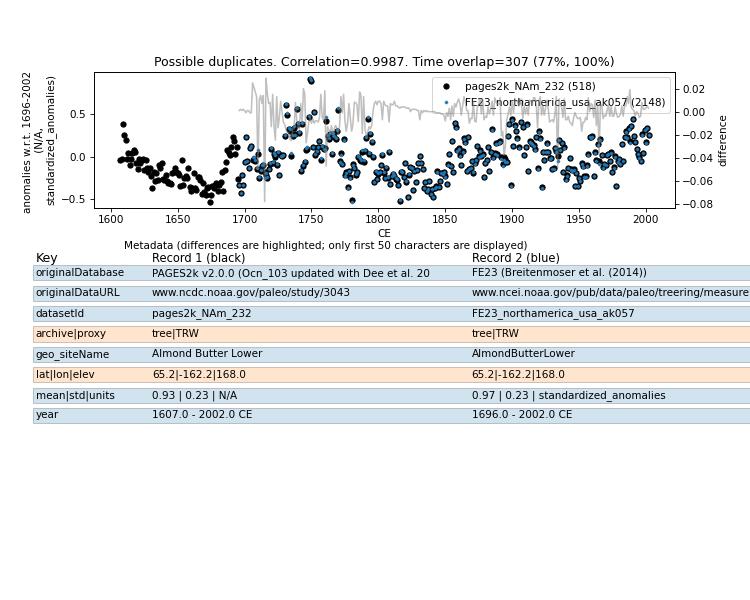 Possible duplicates. Correlation=0.9987. Time overlap=307 (77%, 100%)
anomalies w.r.t. 1696-2002
(N/A,
standardized_anomalies)
0.5
0.0
−0.5
pages2k_NAm_232 (518)
FE23_northamerica_usa_ak057 (2148)
0.02
0.00
−0.02
−0.04
−0.06
−0.08
difference
1600 1650 1700 1750 1800 1850 1900 1950 2000
CE
Metadata (differences are highlighted; only first 50 characters are displayed)
Key Record 1 (black) Record 2 (blue)
originalDatabase PAGES2k v2.0.0 (Ocn_103 updated with Dee et al. 20 FE23 (Breitenmoser et al. (2014))
originalDataURL www.ncdc.noaa.gov/paleo/study/3043 www.ncei.noaa.gov/pub/data/paleo/treering/measure
datasetId pages2k_NAm_232 FE23_northamerica_usa_ak057
archive|proxy tree|TRW tree|TRW
geo_siteName Almond Butter Lower AlmondButterLower
lat|lon|elev 65.2|-162.2|168.0 65.2|-162.2|168.0
mean|std|units 0.93 | 0.23 | N/A 0.97 | 0.23 | standardized_anomalies
year 1607.0 - 2002.0 CE 1696.0 - 2002.0 CE